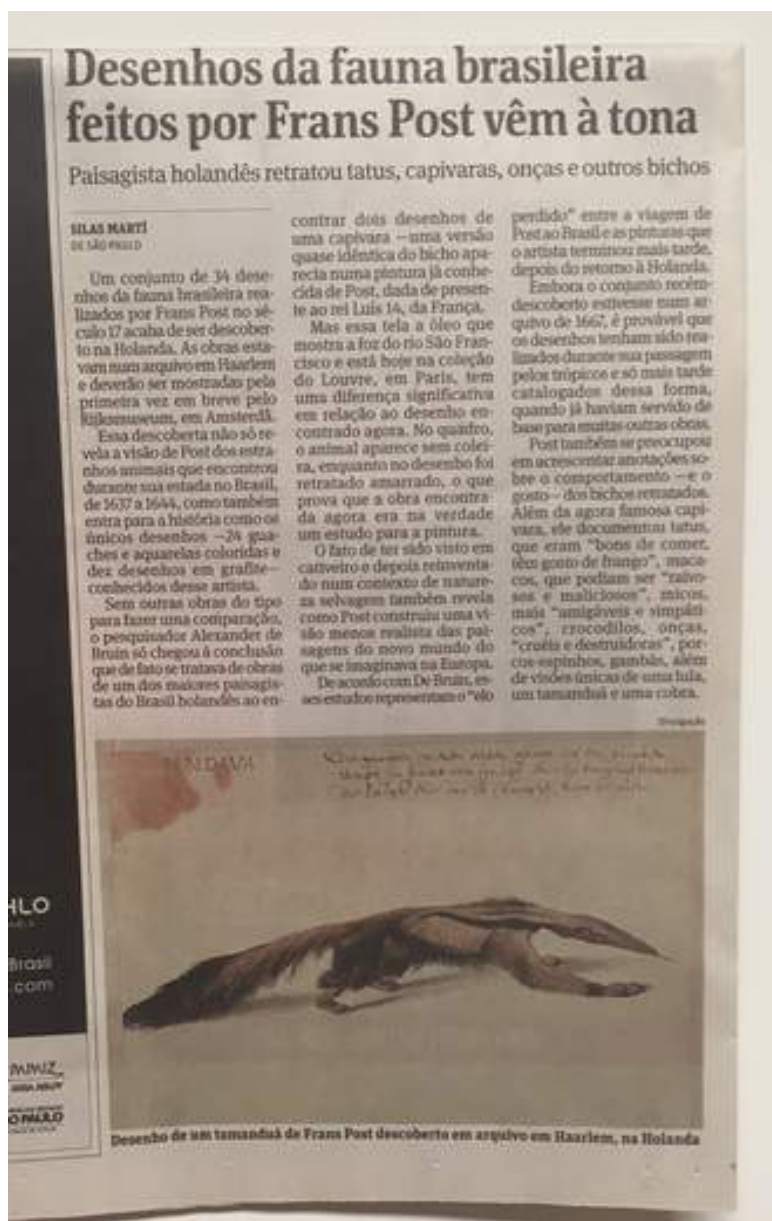 Desenhos da fauna brasileira
feitos por Frans Post vêm à tona
Paisagista holandês retratou tatus, capivaras, onças e outros bichos
SILAS MARTÍ
DE SÃO PAULO
Um conjunto de 34 dese-
nhos da fauna brasileira rea-
lizados por Frans Post no sé-
culo 17 acaba de ser descober-
to na Holanda. As obras esta-
vam num arquivo em Haarlem
e deverão ser mostradas pela
primeira vez em breve pelo
Rijksmuseum, em Amsterdã.
Essa descoberta não só re-
vela a visão de Post dos estra-
nhos animais que encontrou
durante sua estada no Brasil,
de 1637 a 1644, como também
entra para a história como os
únicos desenhos —24 gua-
ches e aquarelas coloridas e
dez desenhos em grafite—
conhecidos desse artista.
Sem outras obras do tipo
para fazer uma comparação,
o pesquisador Alexander de
Bruin só chegou à conclusão
que de fato se tratava de obras
de um dos maiores paisagis-
tas do Brasil holandês ao en-
contrar dois desenhos de
uma capivara —uma versão
quase idêntica do bicho apa-
recia numa pintura já conhe-
cida de Post, dada de presen-
te ao rei Luis 14, da França.
Mas essa tela a óleo que
mostra a foz do rio São Fran-
cisco e está hoje na coleção
do Louvre, em Paris, tem
uma diferença significativa
em relação ao desenho en-
contrado agora. No quadro,
o animal aparece sem colei-
ra, enquanto no desenho foi
retratado amarrado, o que
prova que a obra encontra-
da agora era na verdade
um estudo para a pintura.
O fato de ter sido visto em
cativeiro e depois reinventa-
do num contexto de nature-
za selvagem também revela
como Post construiu uma vi-
são menos realista das pai-
sagens do novo mundo do
que se imaginava na Europa.
De acordo com De Bruin, es-
ses estudos representam o “elo
perdido” entre a viagem de
Post ao Brasil e as pinturas que
o artista terminou mais tarde,
depois do retorno à Holanda.
Embora o conjunto recém-
descoberto estivesse num ar-
quivo de 1667, é provável que
os desenhos tenham sido rea-
lizados durante sua passagem
pelos trópicos e só mais tarde
catalogados dessa forma,
quando já haviam servido de
base para muitas outras obras.
Post também se preocupou
em acrescentar anotações so-
bre o comportamento —e o
gosto— dos bichos retratados.
Além da agora famosa capi-
vara, ele documentou tatus,
que eram “bons de comer,
têm gosto de frango”, maca-
cos, que podiam ser “raivo-
sos e maliciosos”, micos,
mais “amigáveis e simpáti-
cos”, crocodilos, onças,
“cruéis e destruidoras”, por-
cos-espinhos, gambás, além
de visões únicas de uma lula,
um tamanduá e uma cobra.
Divulgação
Desenho de um tamanduá de Frans Post descoberto em arquivo em Haarlem, na Holanda
HLO
Brasil
com
O PAULO